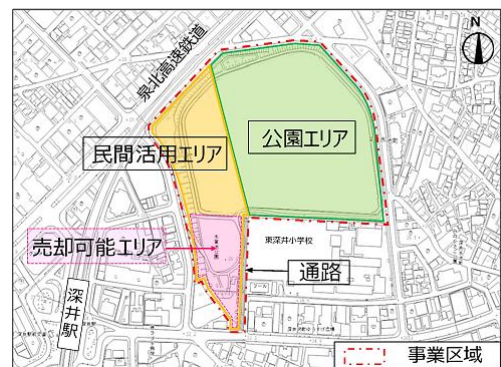 泉北高速鉄道
N
民間活用エリア
公園エリア
売却可能エリア
東深井小学校
通路
深井駅
事業区域